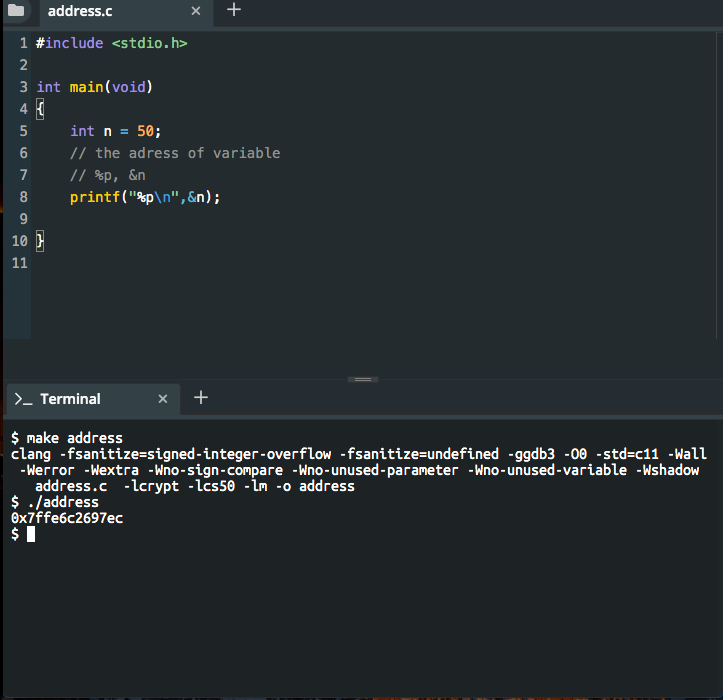 address.c × +
1 #include <stdio.h>
2
3 int main(void)
4 {
5     int n = 50;
6     // the adress of variable
7     // %p, &n
8     printf("%p\n",&n);
9
10 }
11
>_ Terminal × +
$ make address
clang -fsanitize=signed-integer-overflow -fsanitize=undefined -ggdb3 -O0 -std=c11 -Wall
 -Werror -Wextra -Wno-sign-compare -Wno-unused-parameter -Wno-unused-variable -Wshadow
   address.c  -lcrypt -lcs50 -lm -o address
$ ./address
0x7ffe6c2697ec
$